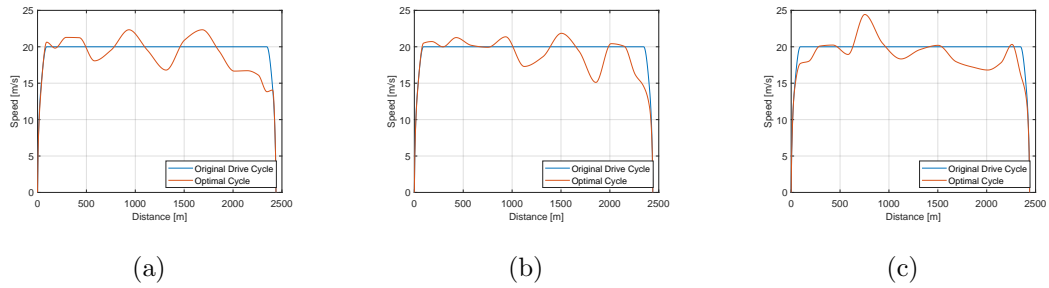 25
20
15
10
5
0
Speed [m/s]
Original Drive Cycle
Optimal Cycle
0 500 1000 1500 2000 2500
Distance [m]
(a)
25
20
15
10
5
0
Speed [m/s]
Original Drive Cycle
Optimal Cycle
0 500 1000 1500 2000 2500
Distance [m]
(b)
25
20
15
10
5
0
Speed [m/s]
Original Drive Cycle
Optimal Cycle
0 500 1000 1500 2000 2500
Distance [m]
(c)